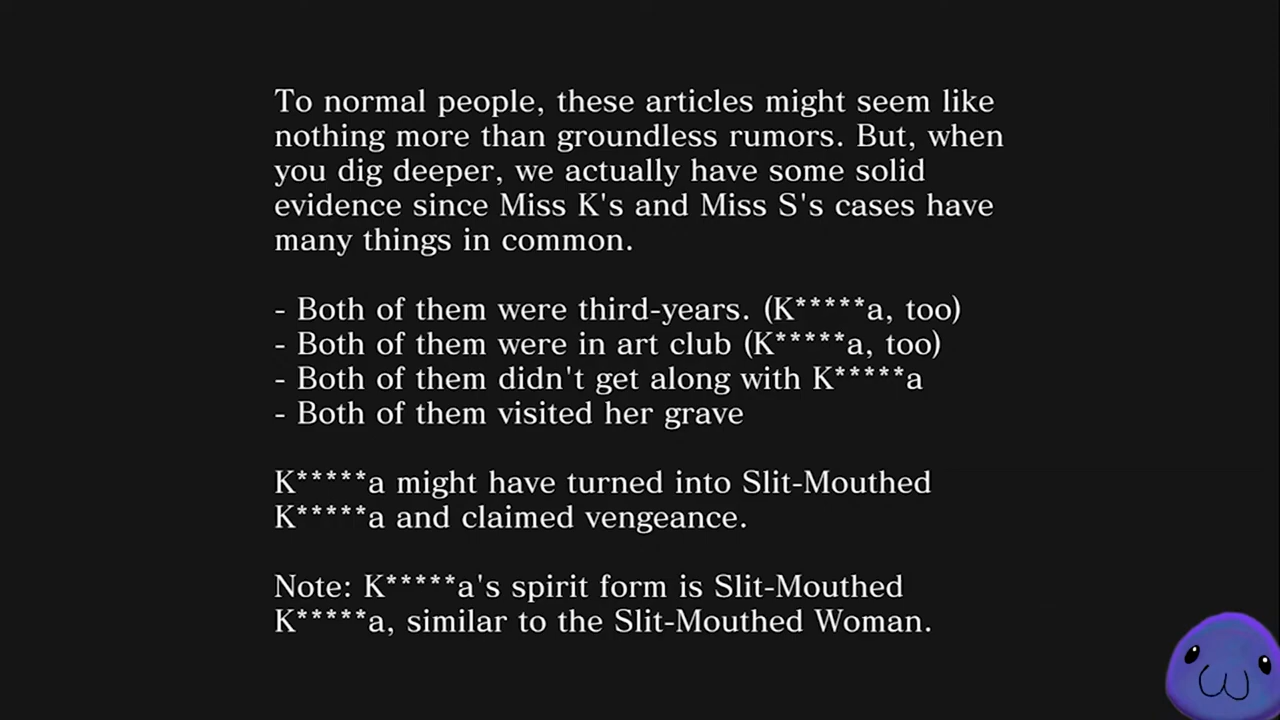 To normal people, these articles might seem like
nothing more than groundless rumors. But, when
you dig deeper, we actually have some solid
evidence since Miss K's and Miss S's cases have
many things in common.
- Both of them were third-years. (K*****a, too)
- Both of them were in art club (K*****a, too)
- Both of them didn't get along with K*****a
- Both of them visited her grave
K*****a might have turned into Slit-Mouthed
K*****a and claimed vengeance.
Note: K*****a's spirit form is Slit-Mouthed
K*****a, similar to the Slit-Mouthed Woman.